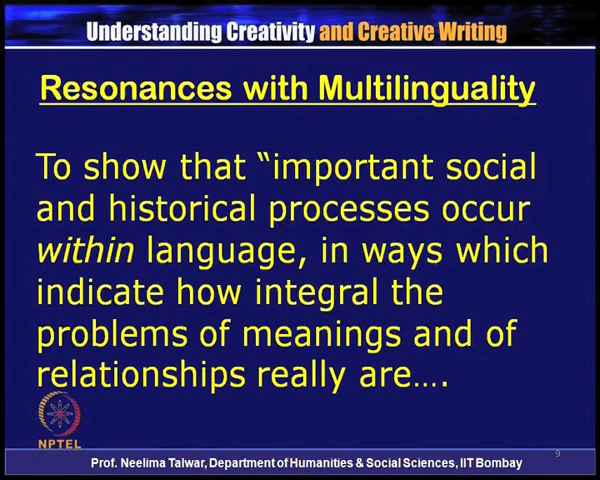 Understanding Creativity and Creative Writing
Resonances with Multilinguality
To show that “important social
and historical processes occur
within language, in ways which
indicate how integral the
problems of meanings and of
relationships really are….
NPTEL
9
Prof. Neelima Talwar, Department of Humanities & Social Sciences, IIT Bombay